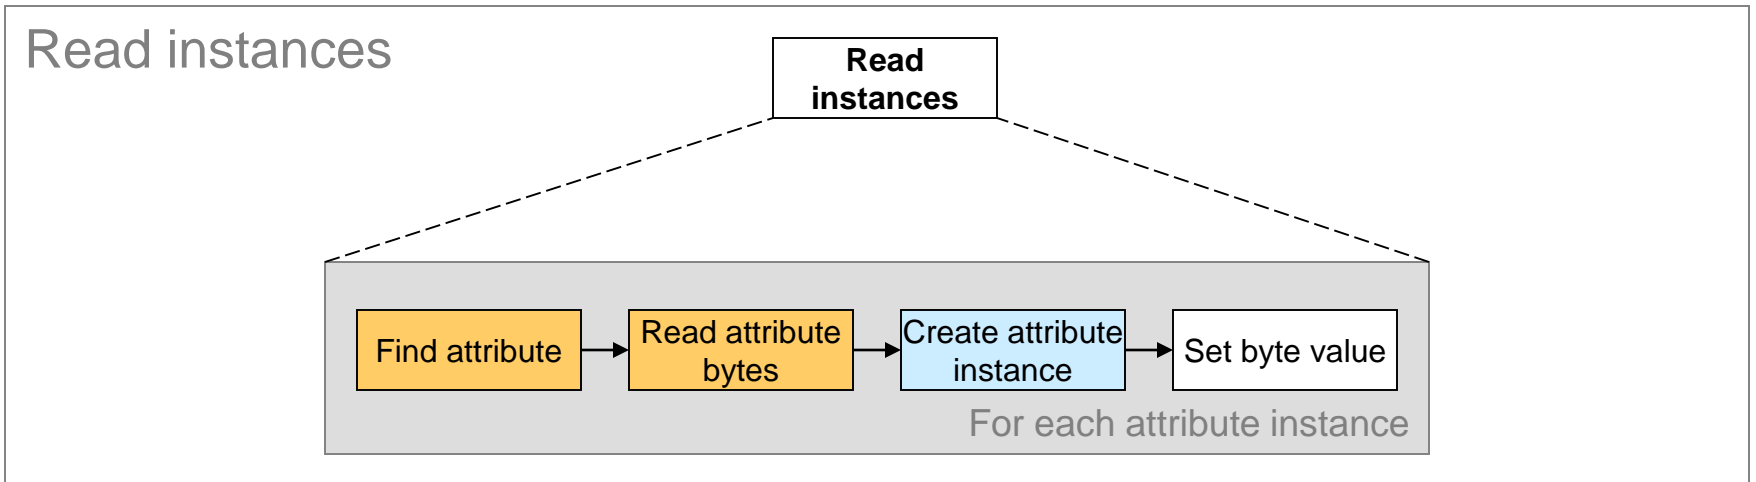 Read instances
Read
instances
Find attribute
Read attribute
bytes
Create attribute
instance
Set byte value
For each attribute instance